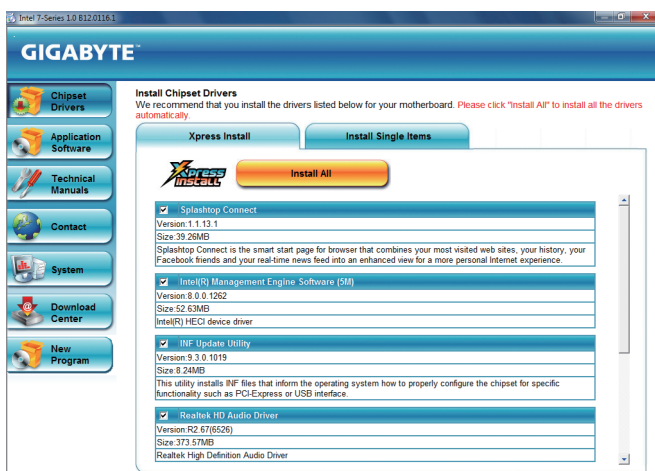 Intel 7-Series 1.0 B12.0116.1
GIGABYTE™
Chipset
Drivers
Application
Software
Technical
Manuals
Contact
System
Download
Center
New
Program
Install Chipset Drivers
We recommend that you install the drivers listed below for your motherboard. Please click "Install All" to install all the drivers
automatically.
Xpress Install
Install Single Items
Xpress
Install
Install All
Splashtop Connect
Version:1.1.13.1
Size:39.26MB
Splashtop Connect is the smart start page for browser that combines your most visited web sites, your history, your
Facebook friends and your real-time news feed into an enhanced view for a more personal Internet experience.
Intel(R) Management Engine Software (5M)
Version:8.0.0.1262
Size:52.63MB
Intel(R) HECI device driver
INF Update Utility
Version:9.3.0.1019
Size:8.24MB
This utility installs INF files that inform the operating system how to properly configure the chipset for specific
functionality such as PCI-Express or USB interface.
Realtek HD Audio Driver
Version:R2.67(6526)
Size:373.57MB
Realtek High Definition Audio Driver